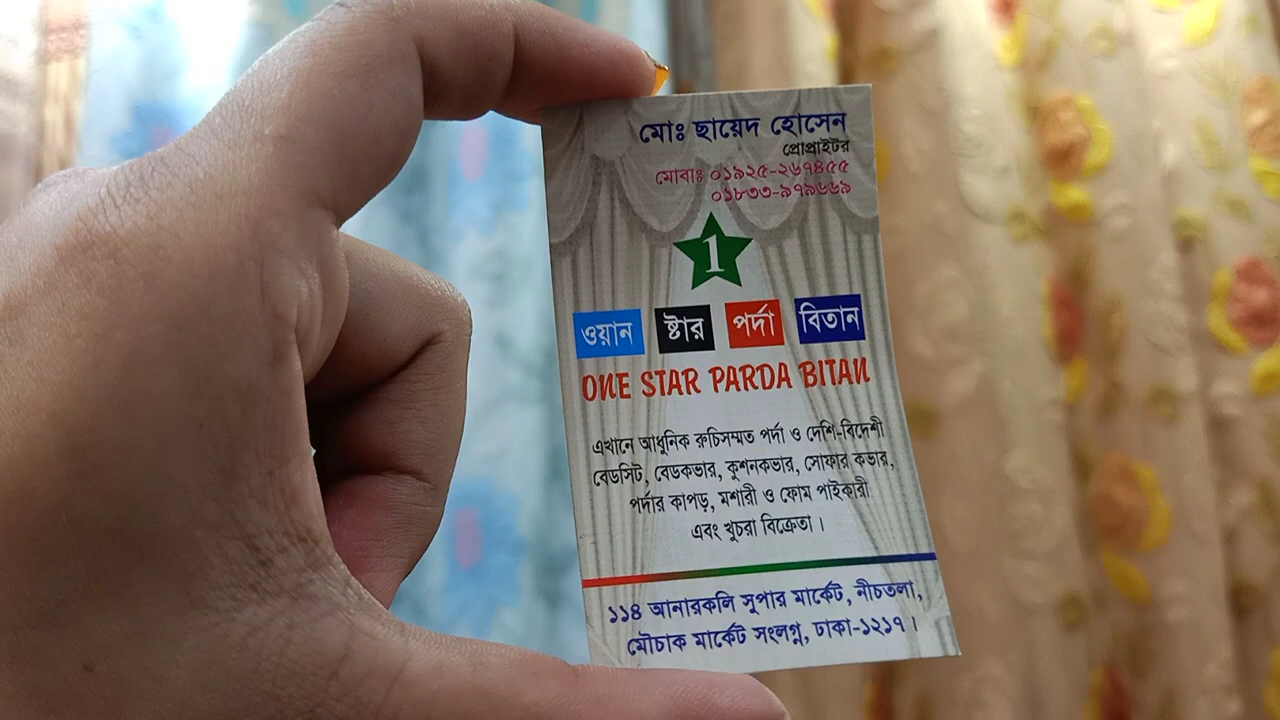 মোঃ ছায়েদ হোসেন
প্রোপ্রাইটর
মোবাঃ ০১৯২৫-২৬৭৪৫৫
০১৮৩৩-৯৭৯৬৬৯
1
ওয়ান ষ্টার পর্দা বিতান
ONE STAR PARDA BITAN
এখানে আধুনিক রুচিসম্মত পর্দা ও দেশি-বিদেশী
বেডসিট, বেডকভার, কুশনকভার, সোফার কভার,
পর্দার কাপড়, মশারী ও ফোম পাইকারী
এবং খুচরা বিক্রেতা।
১১৪ আনারকলি সুপার মার্কেট, নীচতলা,
মৌচাক মার্কেট সংলগ্ন, ঢাকা-১২১৭।